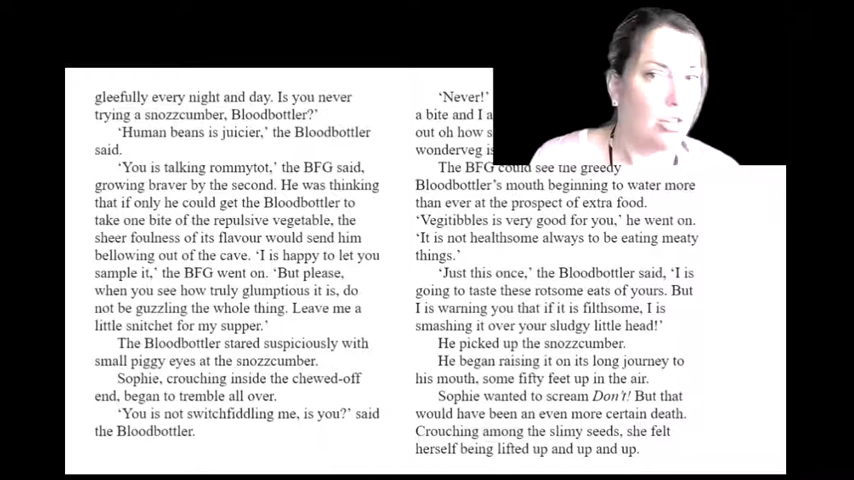 gleefully every night and day. Is you never
trying a snozzcumber, Bloodbottler?'
‘Human beans is juicier,’ the Bloodbottler
said.
‘You is talking rommytot,’ the BFG said,
growing braver by the second. He was thinking
that if only he could get the Bloodbottler to
take one bite of the repulsive vegetable, the
sheer foulness of its flavour would send him
bellowing out of the cave. ‘I is happy to let you
sample it,’ the BFG went on. ‘But please,
when you see how truly glumptious it is, do
not be guzzling the whole thing. Leave me a
little snitchet for my supper.’
The Bloodbottler stared suspiciously with
small piggy eyes at the snozzcumber.
Sophie, crouching inside the chewed-off
end, began to tremble all over.
‘You is not switchfiddling me, is you?’ said
the Bloodbottler.
‘Never!’
a bite and I a
out oh how s
wonderveg is
The BFG could see the greedy
Bloodbottler’s mouth beginning to water more
than ever at the prospect of extra food.
‘Vegitibbles is very good for you,’ he went on.
‘It is not healthsome always to be eating meaty
things.’
‘Just this once,’ the Bloodbottler said, ‘I is
going to taste these rotsome eats of yours. But
I is warning you that if it is filthsome, I is
smashing it over your sludgy little head!’
He picked up the snozzcumber.
He began raising it on its long journey to
his mouth, some fifty feet up in the air.
Sophie wanted to scream Don’t! But that
would have been an even more certain death.
Crouching among the slimy seeds, she felt
herself being lifted up and up and up.